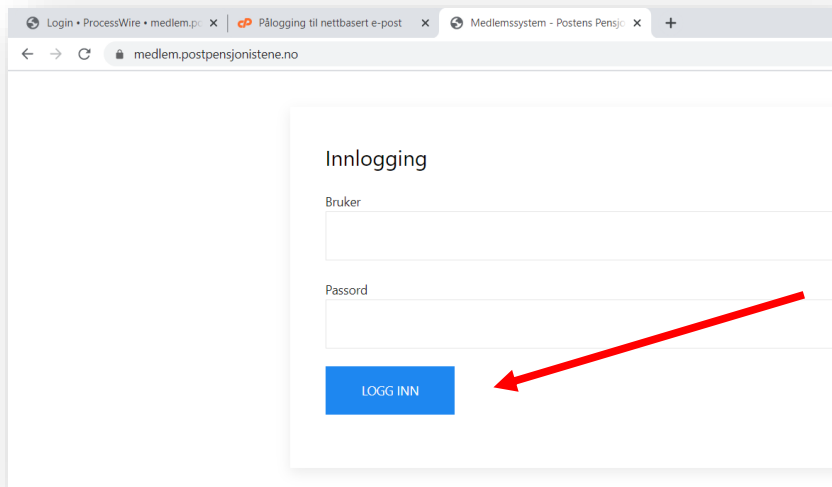 Login • ProcessWire • medlem.po
Pålogging til nettbasert e-post
Medlemssystem - Postens Pensjo
medlem.postpensjonistene.no
Innlogging
Bruker
Passord
LOGG INN